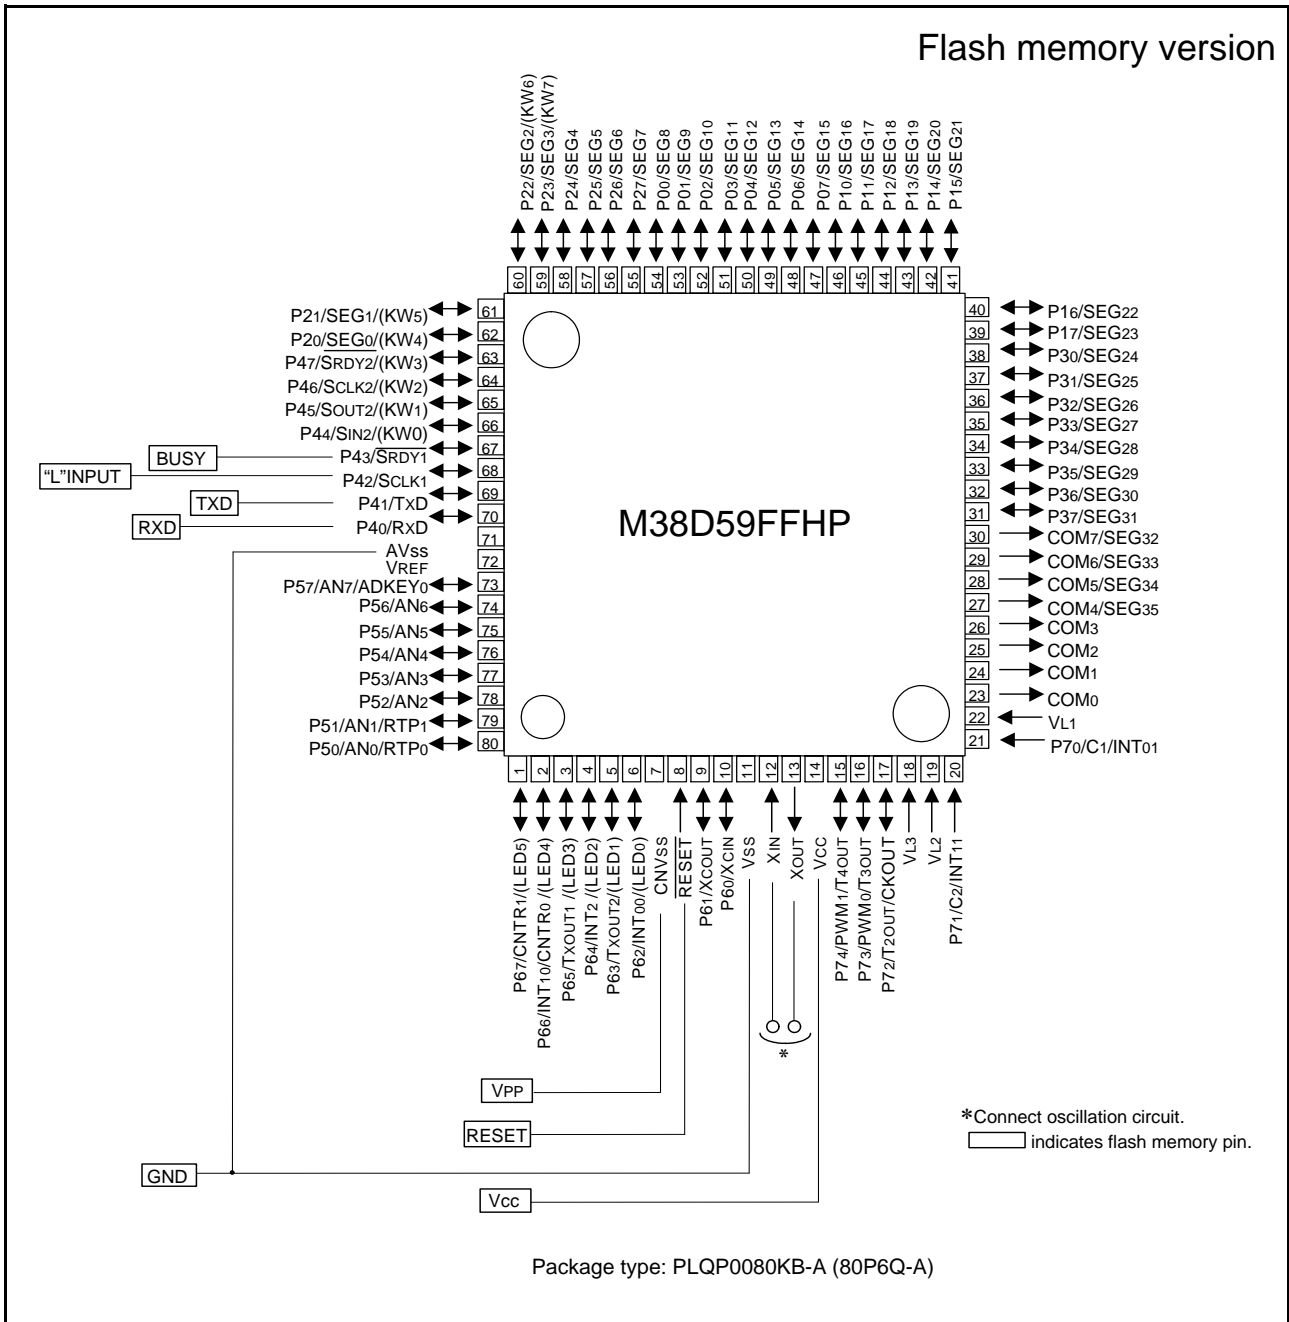 Flash memory version
P22/SEG2/(KW6)
P23/SEG3/(KW7)
P24/SEG4
P25/SEG5
P26/SEG6
P27/SEG7
P00/SEG8
P01/SEG9
P02/SEG10
P03/SEG11
P04/SEG12
P05/SEG13
P06/SEG14
P07/SEG15
P10/SEG16
P11/SEG17
P12/SEG18
P13/SEG19
P14/SEG20
P15/SEG21
60 59 58 57 56 55 54 53 52 51 50 49 48 47 46 45 44 43 42 41
P21/SEG1/(KW5) 61
P20/SEG0/(KW4) 62
P47/SRDY2/(KW3) 63
P46/SCLK2/(KW2) 64
P45/SOUT2/(KW1) 65
P44/SIN2/(KW0) 66
BUSY P43/SRDY1 67
“L”INPUT P42/SCLK1 68
TXD P41/TXD 69
RXD P40/RXD 70
AVSS 71
VREF 72
P57/AN7/ADKEY0 73
P56/AN6 74
P55/AN5 75
P54/AN4 76
P53/AN3 77
P52/AN2 78
P51/AN1/RTP1 79
P50/AN0/RTP0 80
M38D59FFHP
40 P16/SEG22
39 P17/SEG23
38 P30/SEG24
37 P31/SEG25
36 P32/SEG26
35 P33/SEG27
34 P34/SEG28
33 P35/SEG29
32 P36/SEG30
31 P37/SEG31
30 COM7/SEG32
29 COM6/SEG33
28 COM5/SEG34
27 COM4/SEG35
26 COM3
25 COM2
24 COM1
23 COM0
22 VL1
21 P70/C1/INT01
1 2 3 4 5 6 7 8 9 10 11 12 13 14 15 16 17 18 19 20
P67/CNTR1/(LED5)
P66/INT10/CNTR0 /(LED4)
P65/TXOUT1 /(LED3)
P64/INT2 /(LED2)
P63/TXOUT2/(LED1)
P62/INT00/(LED0)
CNVSS
RESET
P61/XCOUT
P60/XCIN
VSS
XIN
XOUT
VCC
P74/PWM1/T4OUT
P73/PWM0/T3OUT
P72/T2OUT/CKOUT
VL3
VL2
P71/C2/INT11
*
VPP
RESET
GND
Vcc
*Connect oscillation circuit.
indicates flash memory pin.
Package type: PLQP0080KB-A (80P6Q-A)